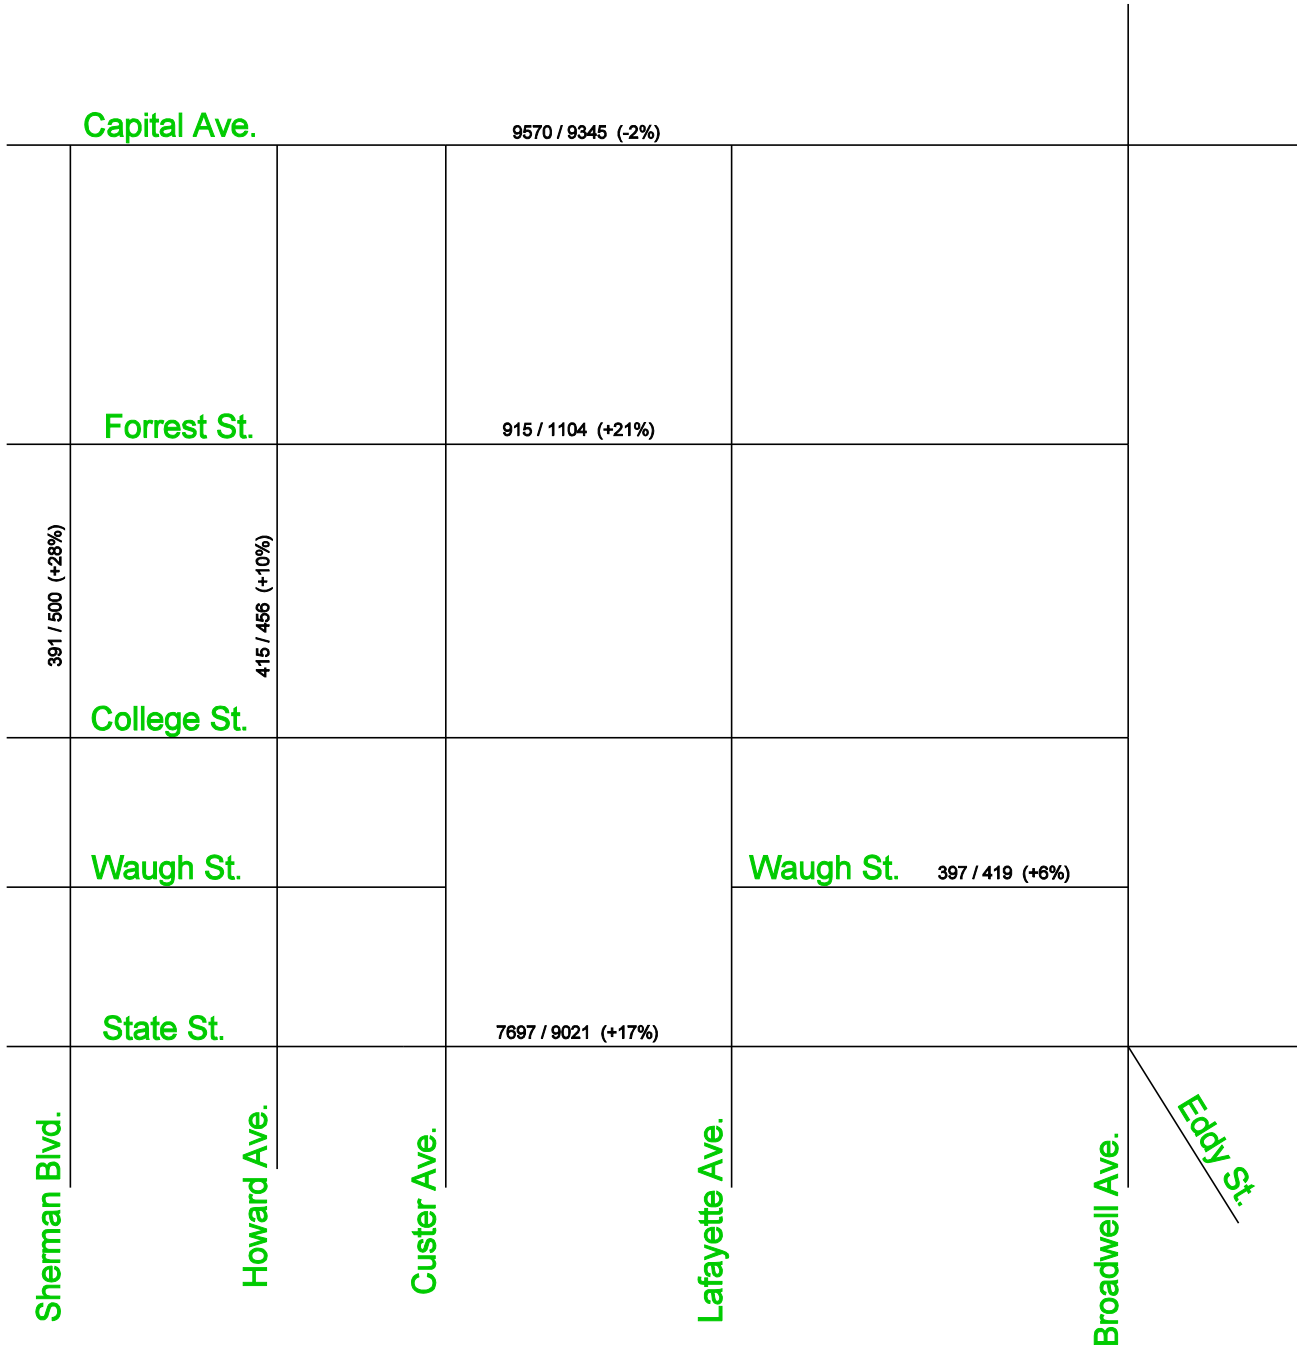 Capital Ave.
9570 / 9345 (-2%)
Forrest St.
915 / 1104 (+21%)
391 / 500 (+28%)
415 / 456 (+10%)
College St.
Waugh St.
Waugh St.
397 / 419 (+6%)
State St.
7697 / 9021 (+17%)
Sherman Blvd.
Howard Ave.
Custer Ave.
Lafayette Ave.
Broadwell Ave.
Eddy St.